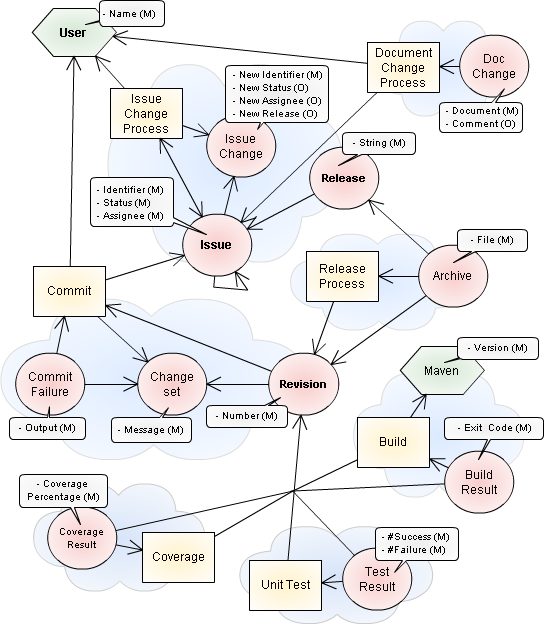 - Name (M)
User
Document
Change
Process
Doc
Change
- Document (M)
- Comment (O)
- New Identifier (M)
- New Status (O)
- New Assignee (O)
- New Release (O)
Issue
Change
Process
Issue
Change
- String (M)
Release
- Identifier (M)
- Status (M)
- Assignee (M)
Issue
- File (M)
Archive
Release
Process
Commit
- Version (M)
Maven
Commit
Failure
Change
set
Revision
- Output (M)
- Message (M)
- Number (M)
- Exit Code (M)
Build
Build
Result
- Coverage
Percentage (M)
Coverage
Result
Coverage
- #Success (M)
- #Failure (M)
Unit Test
Test
Result